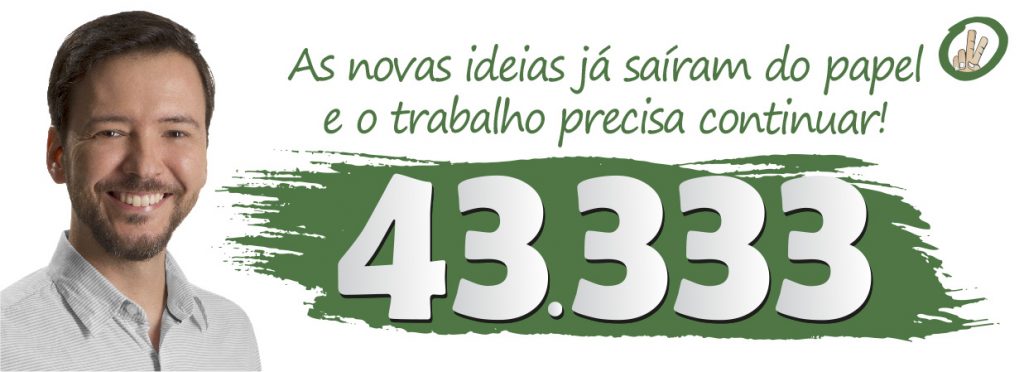 As novas ideias já saíram do papel
e o trabalho precisa continuar!
43.333